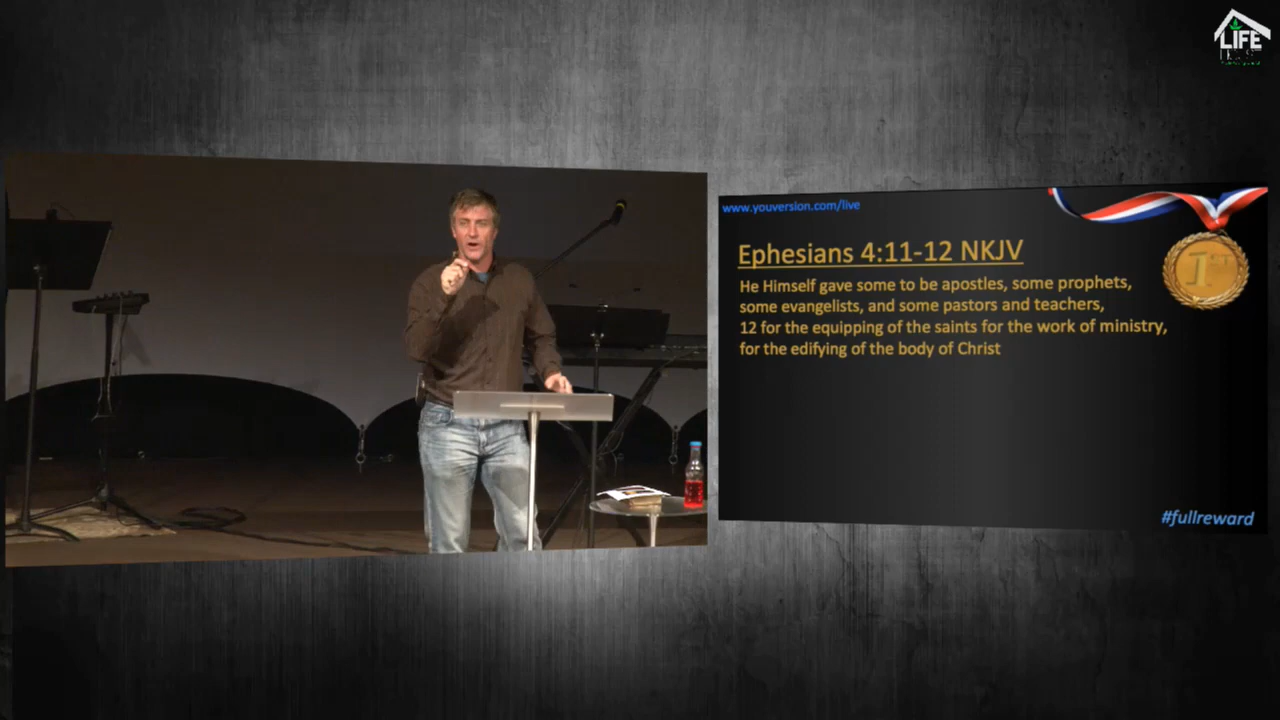 LIFE
www.youversion.com/live
Ephesians 4:11-12 NKJV
1ST
He Himself gave some to be apostles, some prophets,
some evangelists, and some pastors and teachers,
12 for the equipping of the saints for the work of ministry,
for the edifying of the body of Christ
#fullreward